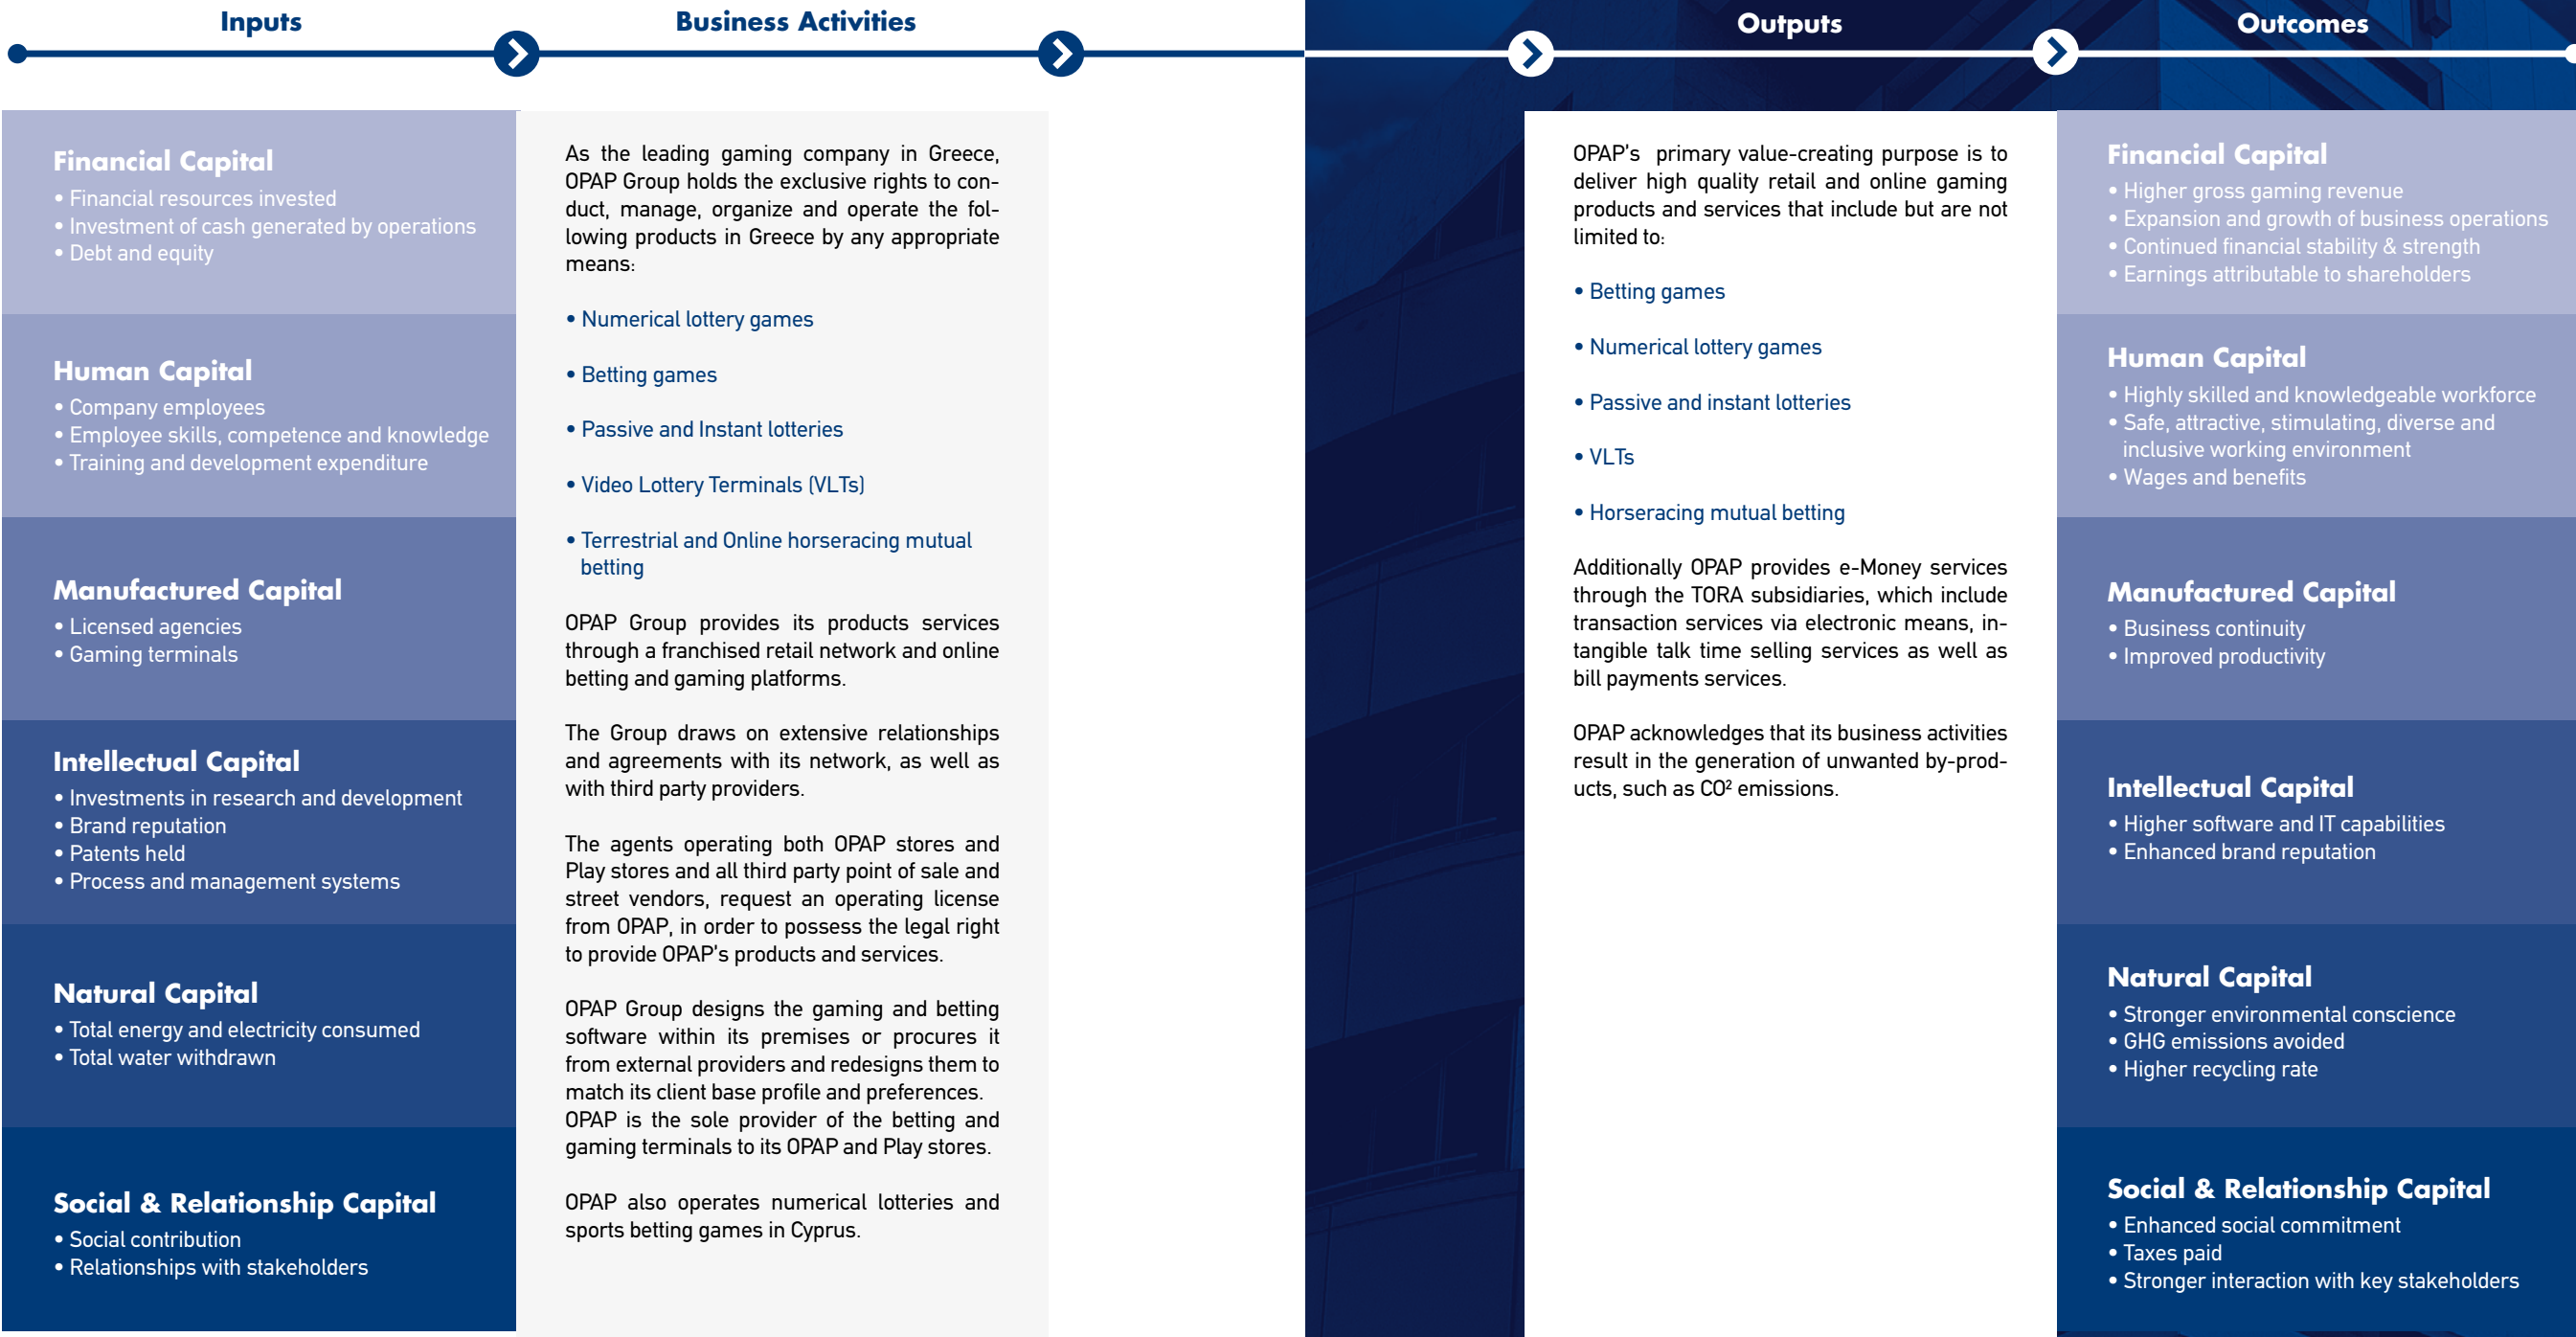 Inputs
Business Activities
Outputs
Outcomes
Financial Capital
• Financial resources invested
• Investment of cash generated by operations
• Debt and equity
Human Capital
• Company employees
• Employee skills, competence and knowledge
• Training and development expenditure
Manufactured Capital
• Licensed agencies
• Gaming terminals
Intellectual Capital
• Investments in research and development
• Brand reputation
• Patents held
• Process and management systems
Natural Capital
• Total energy and electricity consumed
• Total water withdrawn
Social & Relationship Capital
• Social contribution
• Relationships with stakeholders
As the leading gaming company in Greece,
OPAP Group holds the exclusive rights to con-
duct, manage, organize and operate the fol-
lowing products in Greece by any appropriate
means:
• Numerical lottery games
• Betting games
• Passive and Instant lotteries
• Video Lottery Terminals (VLTs)
• Terrestrial and Online horseracing mutual
betting
OPAP Group provides its products services
through a franchised retail network and online
betting and gaming platforms.
The Group draws on extensive relationships
and agreements with its network, as well as
with third party providers.
The agents operating both OPAP stores and
Play stores and all third party point of sale and
street vendors, request an operating license
from OPAP, in order to possess the legal right
to provide OPAP's products and services.
OPAP Group designs the gaming and betting
software within its premises or procures it
from external providers and redesigns them to
match its client base profile and preferences.
OPAP is the sole provider of the betting and
gaming terminals to its OPAP and Play stores.
OPAP also operates numerical lotteries and
sports betting games in Cyprus.
OPAP's primary value-creating purpose is to
deliver high quality retail and online gaming
products and services that include but are not
limited to:
• Betting games
• Numerical lottery games
• Passive and instant lotteries
• VLTs
• Horseracing mutual betting
Additionally OPAP provides e-Money services
through the TORA subsidiaries, which include
transaction services via electronic means, in-
tangible talk time selling services as well as
bill payments services.
OPAP acknowledges that its business activities
result in the generation of unwanted by-prod-
ucts, such as CO² emissions.
Financial Capital
• Higher gross gaming revenue
• Expansion and growth of business operations
• Continued financial stability & strength
• Earnings attributable to shareholders
Human Capital
• Highly skilled and knowledgeable workforce
• Safe, attractive, stimulating, diverse and
inclusive working environment
• Wages and benefits
Manufactured Capital
• Business continuity
• Improved productivity
Intellectual Capital
• Higher software and IT capabilities
• Enhanced brand reputation
Natural Capital
• Stronger environmental conscience
• GHG emissions avoided
• Higher recycling rate
Social & Relationship Capital
• Enhanced social commitment
• Taxes paid
• Stronger interaction with key stakeholders